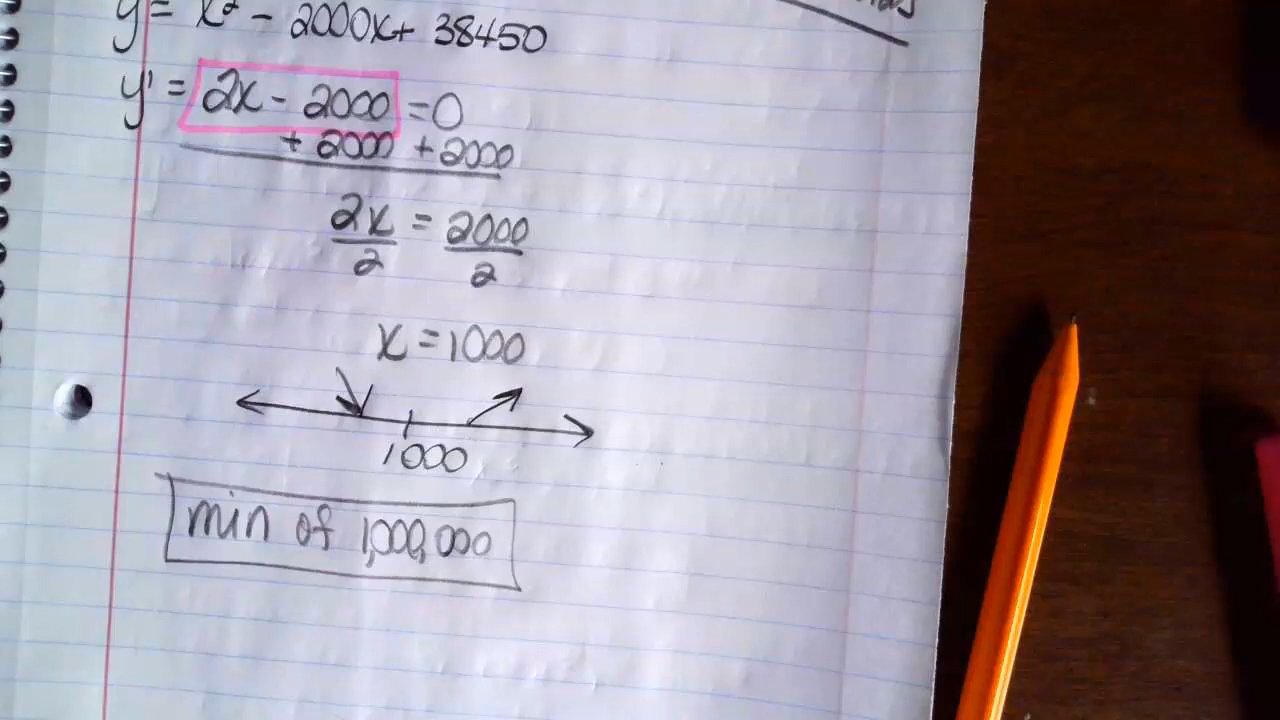 y = x² - 2000x + 38450
y' = 2x - 2000 = 0
+ 2000 + 2000
2x = 2000
2 2
x = 1000
1000
min of 1,000,000